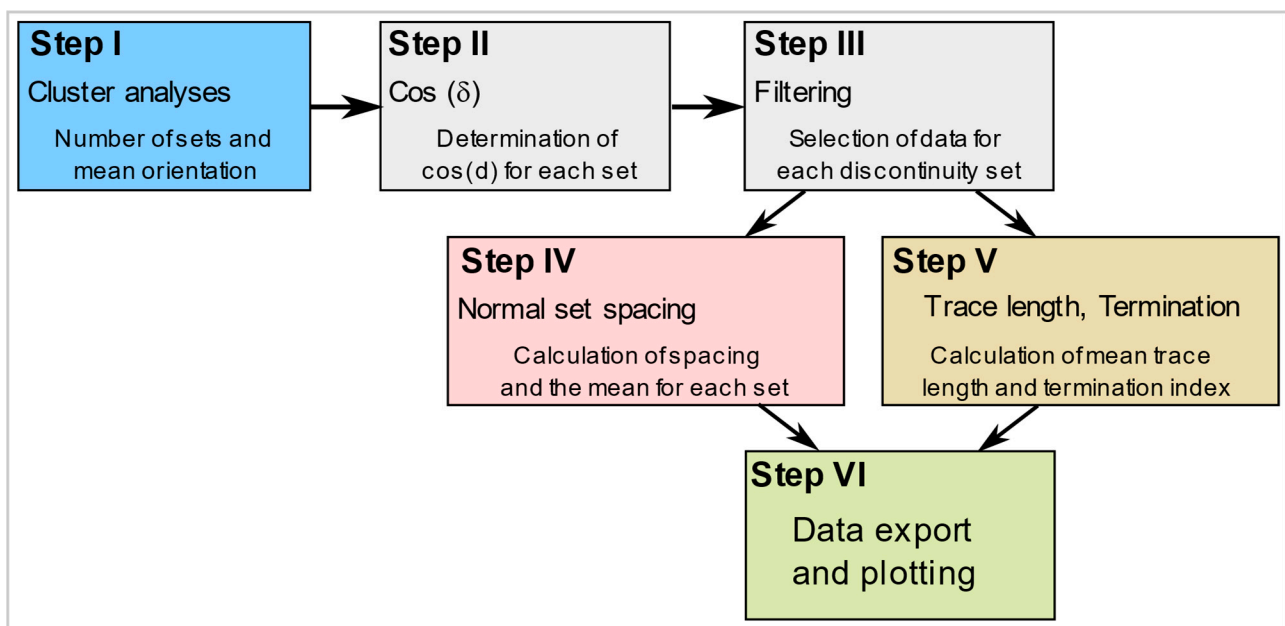 Step I
Cluster analyses
Number of sets and
mean orientation
Step II
Cos (δ)
Determination of
cos(d) for each set
Step III
Filtering
Selection of data for
each discontinuity set
Step IV
Normal set spacing
Calculation of spacing
and the mean for each set
Step V
Trace length, Termination
Calculation of mean trace
length and termination index
Step VI
Data export
and plotting